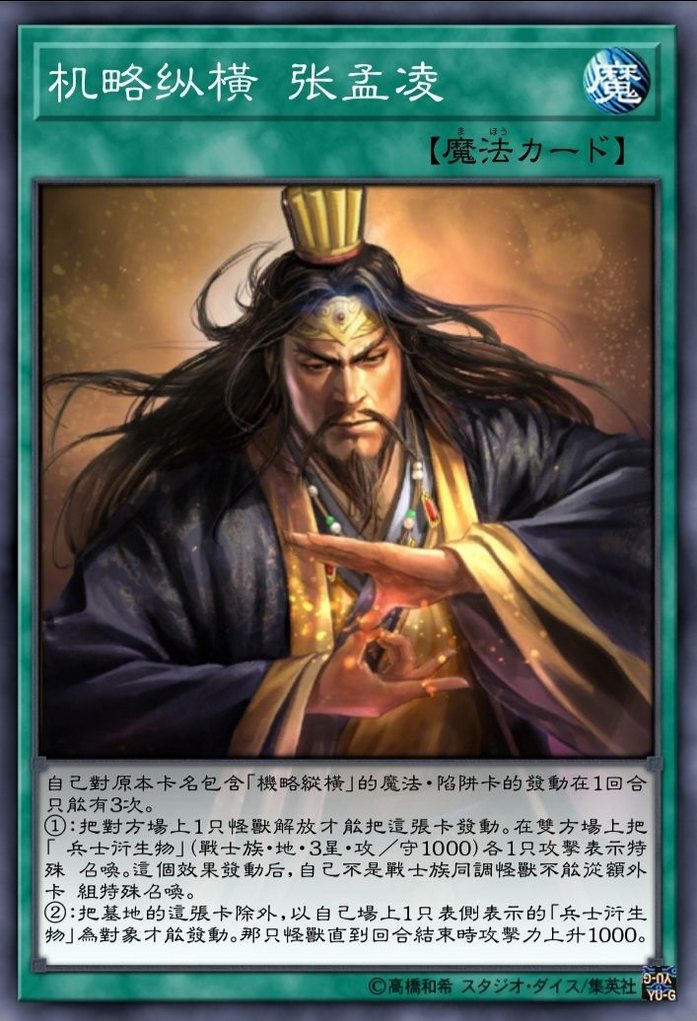 机略纵橫 张孟凌
魔
まほう
【魔法カード】
自己對原本卡名包含「機略縱橫」的魔法·陷阱卡的發動在1回合
只能有3次。
①:把對方場上1只怪獸解放才能把這張卡發動。在雙方場上把
「 兵士衍生物」(戰士族·地·3星·攻／守1000)各1只攻擊表示特
殊 召喚。這個效果發動后,自己不是戰士族同調怪獸不能從額外
卡 組特殊召喚。
②:把墓地的這張卡除外,以自己場上1只表側表示的「兵士衍生
物」為對象才能發動。那只怪獸直到回合結束時攻擊力上升1000。
©高橋和希 スタジオ·ダイス/集英社
YU-G